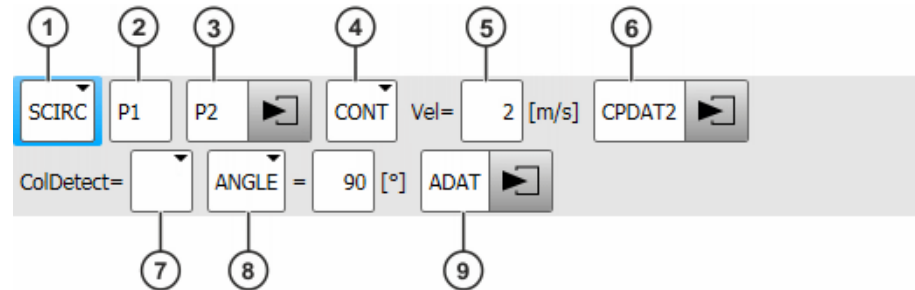 1 2 3 4 5 6
SCIRC P1 P2 CONT Vel= 2 [m/s] CPDAT2
ColDetect= ANGLE = 90 [°] ADAT
7 8 9